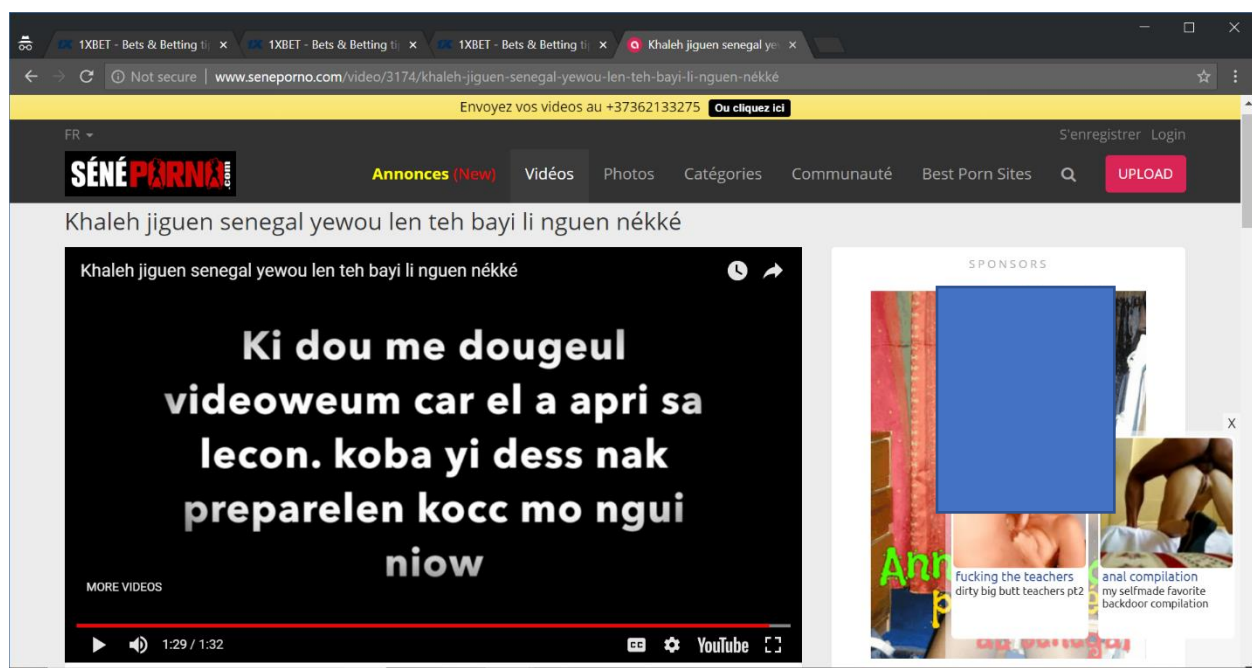 1XBET - Bets & Betting ti
1XBET - Bets & Betting ti
1XBET - Bets & Betting ti
Khaleh jiguen senegal ye
Not secure | www.seneporno.com/video/3174/khaleh-jiguen-senegal-yewou-len-teh-bayi-li-nguen-nékké
Envoyez vos videos au +37362133275 Ou cliquez ici
FR
S'enregistrer Login
SÉNÉPORNO.com
Annonces (New) Vidéos Photos Catégories Communauté Best Porn Sites UPLOAD
Khaleh jiguen senegal yewou len teh bayi li nguen nékké
Khaleh jiguen senegal yewou len teh bayi li nguen nékké
Ki dou me dougeul
videoweum car el a apri sa
lecon. koba yi dess nak
preparelen kocc mo ngui
niow
MORE VIDEOS
1:29 / 1:32
CC
YouTube
SPONSORS
X
fucking the teachers
dirty big butt teachers pt2
anal compilation
my selfmade favorite
backdoor compilation
au senegal